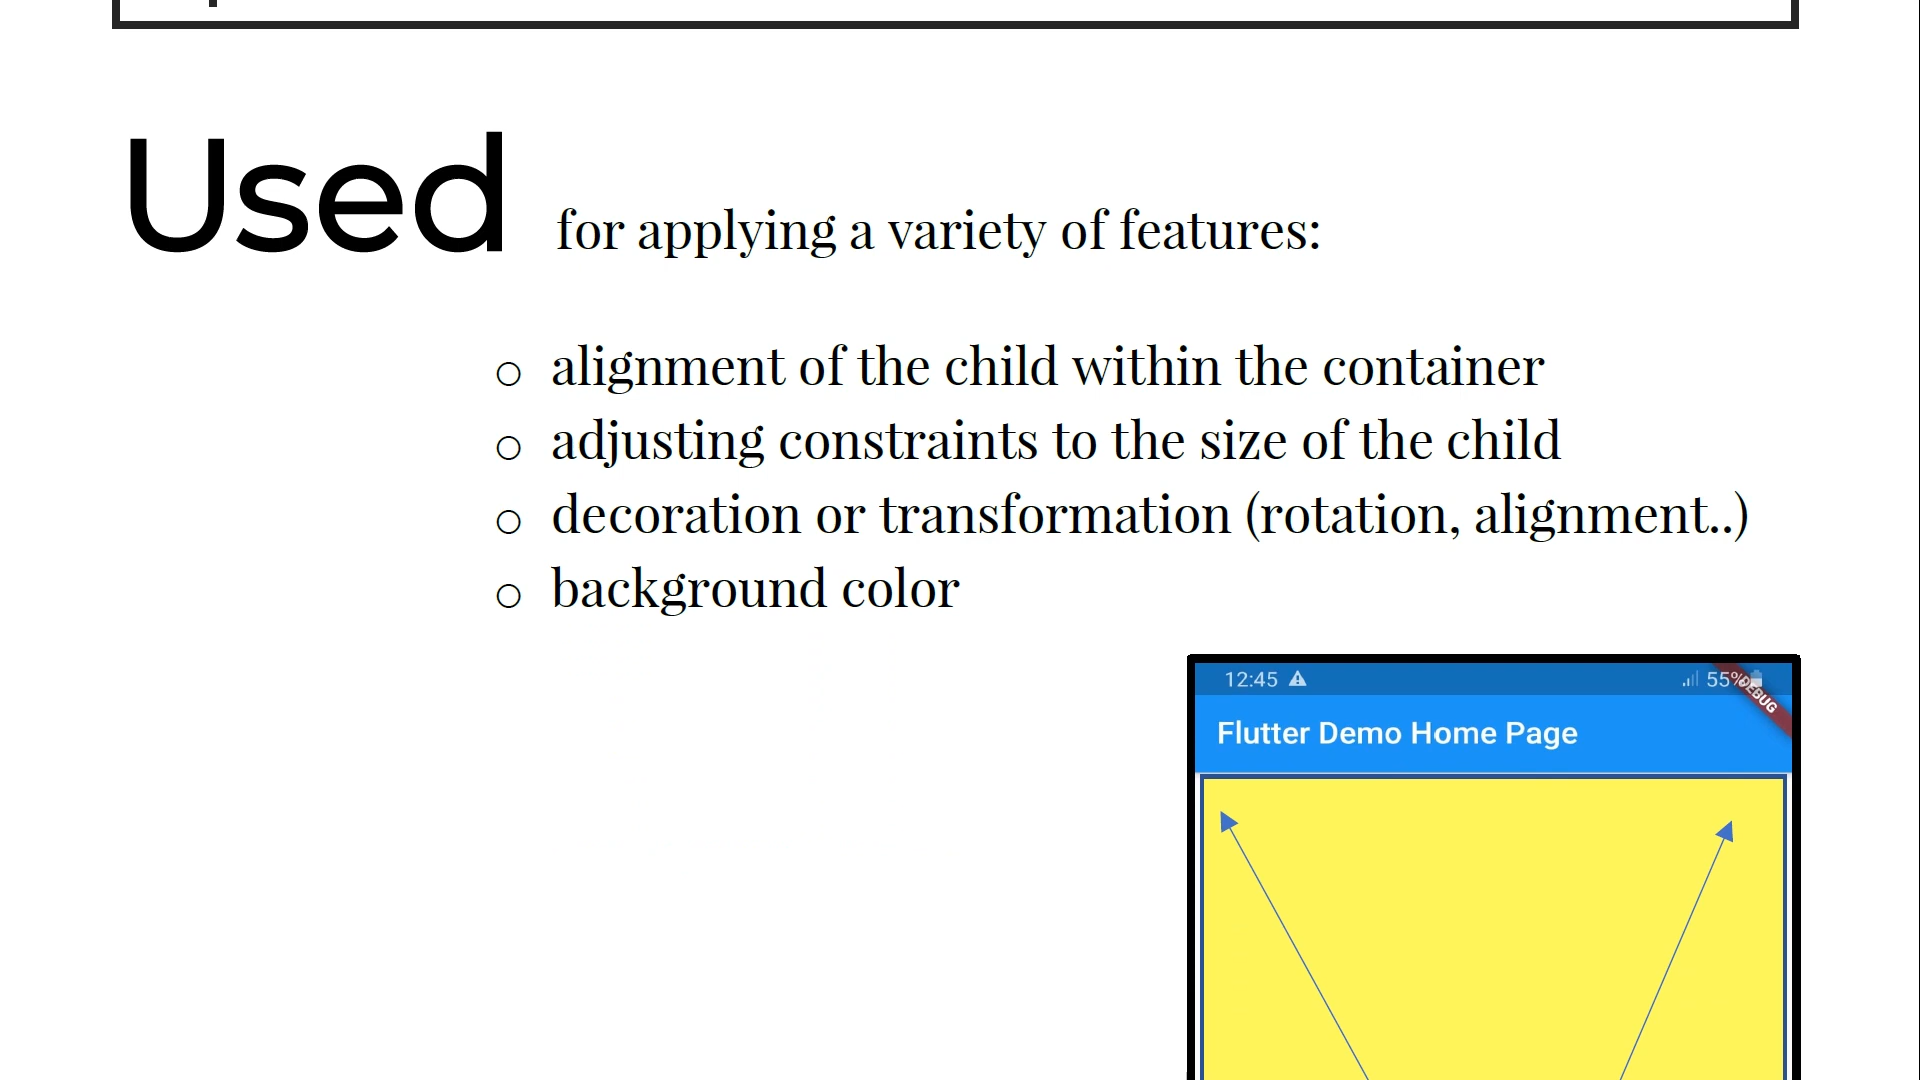 Used for applying a variety of features:
○ alignment of the child within the container
○ adjusting constraints to the size of the child
○ decoration or transformation (rotation, alignment..)
○ background color
12:45 55%
DEBUG
Flutter Demo Home Page